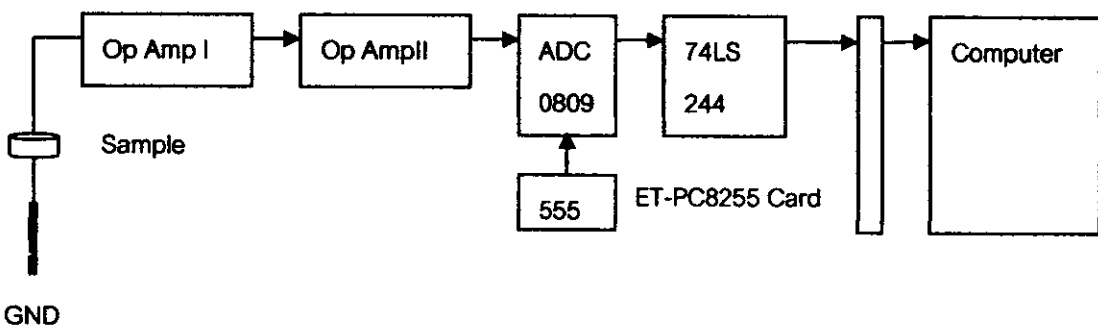 Op Amp I
Op AmpII
ADC
0809
74LS
244
Computer
Sample
555
ET-PC8255 Card
GND